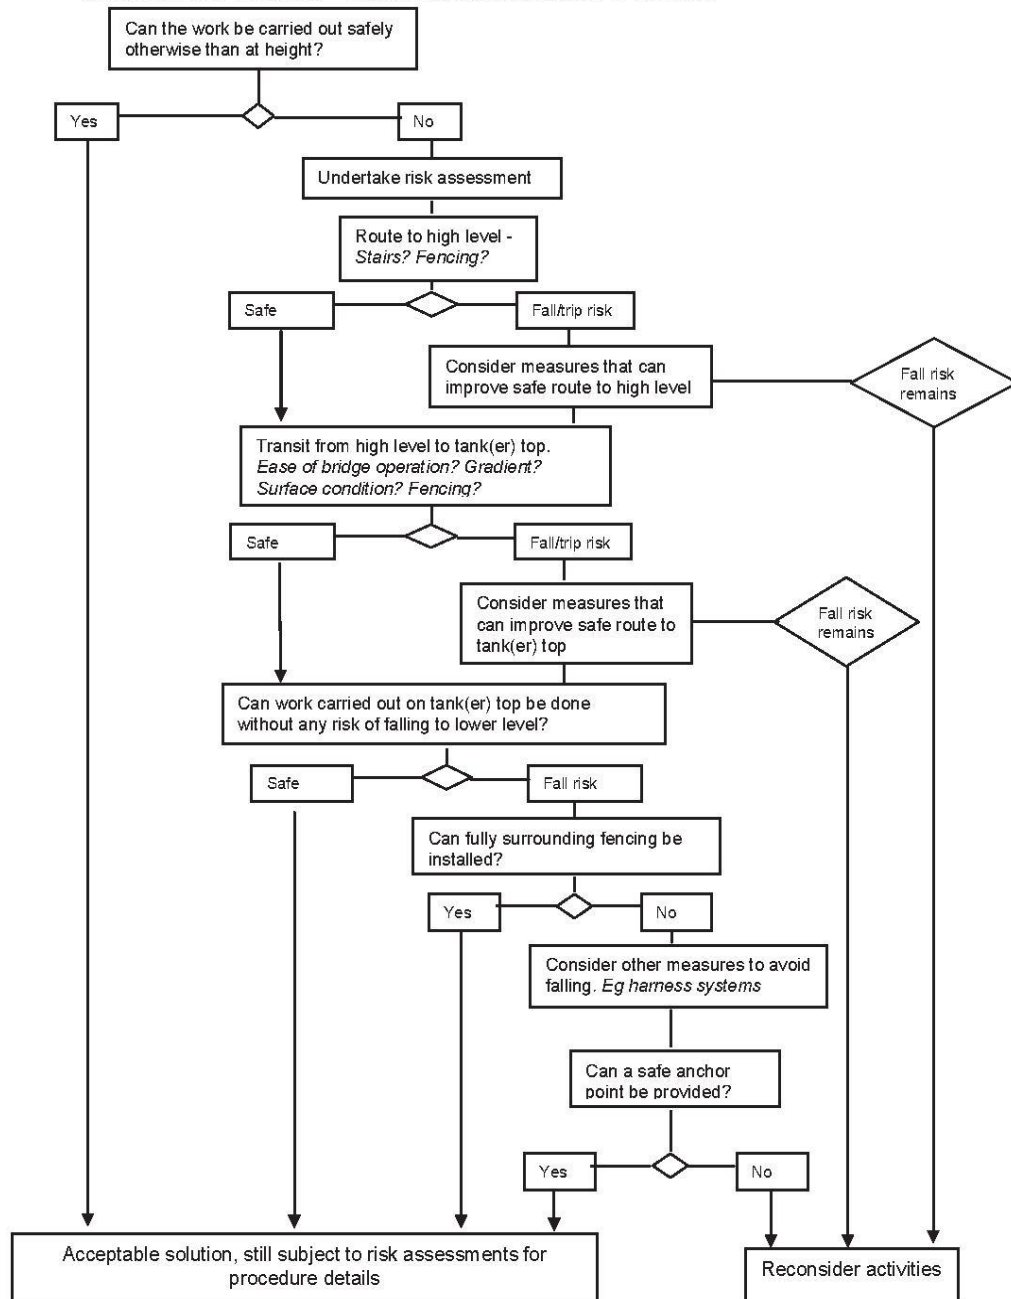 Can the work be carried out safely
otherwise than at height?
Yes
No
Undertake risk assessment
Route to high level -
Stairs? Fencing?
Safe
Fall/trip risk
Consider measures that can
improve safe route to high level
Fall risk
remains
Transit from high level to tank(er) top.
Ease of bridge operation? Gradient?
Surface condition? Fencing?
Safe
Fall/trip risk
Consider measures that
can improve safe route to
tank(er) top
Fall risk
remains
Can work carried out on tank(er) top be done
without any risk of falling to lower level?
Safe
Fall risk
Can fully surrounding fencing be
installed?
Yes
No
Consider other measures to avoid
falling. Eg harness systems
Can a safe anchor
point be provided?
Yes
No
Acceptable solution, still subject to risk assessments for
procedure details
Reconsider activities